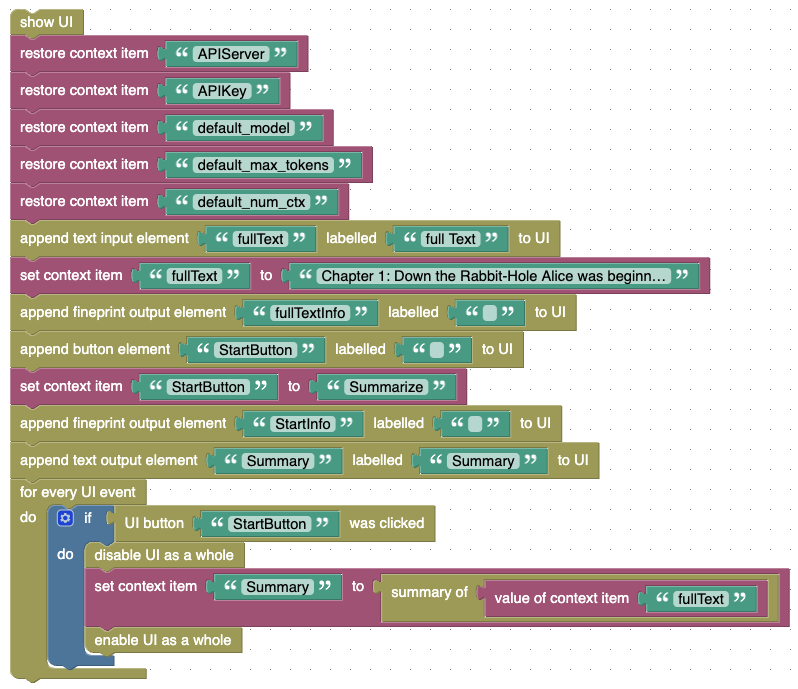 show UI
restore context item “ APIServer ”
restore context item “ APIKey ”
restore context item “ default_model ”
restore context item “ default_max_tokens ”
restore context item “ default_num_ctx ”
append text input element “ fullText ” labelled “ full Text ” to UI
set context item “ fullText ” to “ Chapter 1: Down the Rabbit-Hole Alice was beginn... ”
append fineprint output element “ fullTextInfo ” labelled “ ” to UI
append button element “ StartButton ” labelled “ ” to UI
set context item “ StartButton ” to “ Summarize ”
append fineprint output element “ StartInfo ” labelled “ ” to UI
append text output element “ Summary ” labelled “ Summary ” to UI
for every UI event
do if UI button “ StartButton ” was clicked
do disable UI as a whole
set context item “ Summary ” to summary of value of context item “ fullText ”
enable UI as a whole